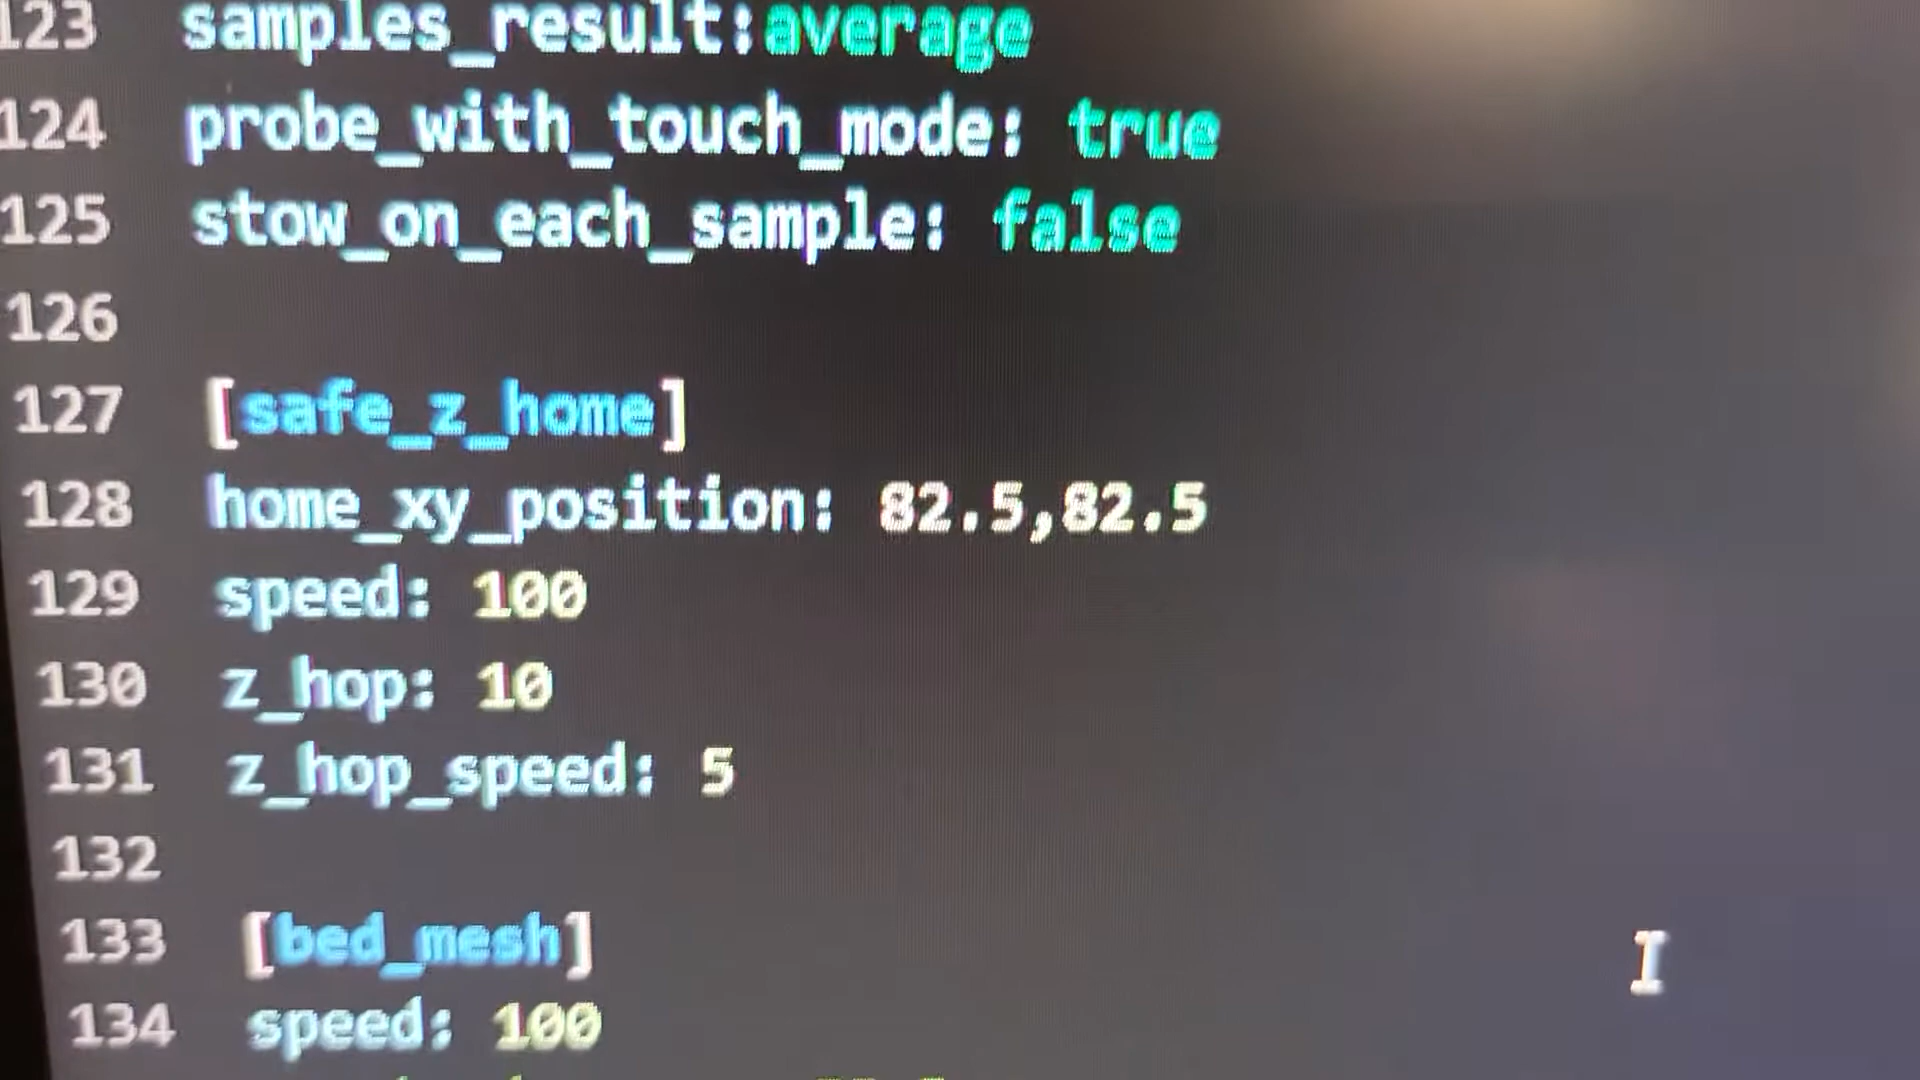 123 samples_result:average
124 probe_with_touch_mode: true
125 stow_on_each_sample: false
126
127 [safe_z_home]
128 home_xy_position: 82.5,82.5
129 speed: 100
130 z_hop: 10
131 z_hop_speed: 5
132
133 [bed_mesh]
134 speed: 100